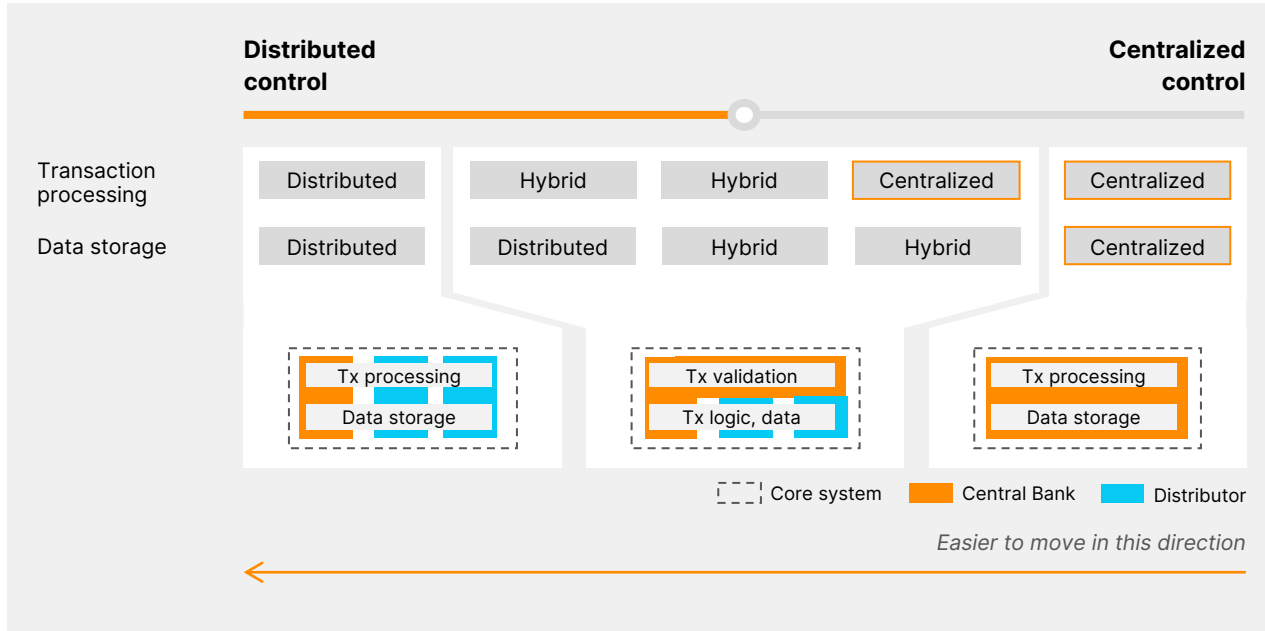 Distributed
control
Centralized
control
Transaction
processing
Distributed
Hybrid
Hybrid
Centralized
Centralized
Data storage
Distributed
Distributed
Hybrid
Hybrid
Centralized
Tx processing
Data storage
Tx validation
Tx logic, data
Tx processing
Data storage
Core system
Central Bank
Distributor
Easier to move in this direction